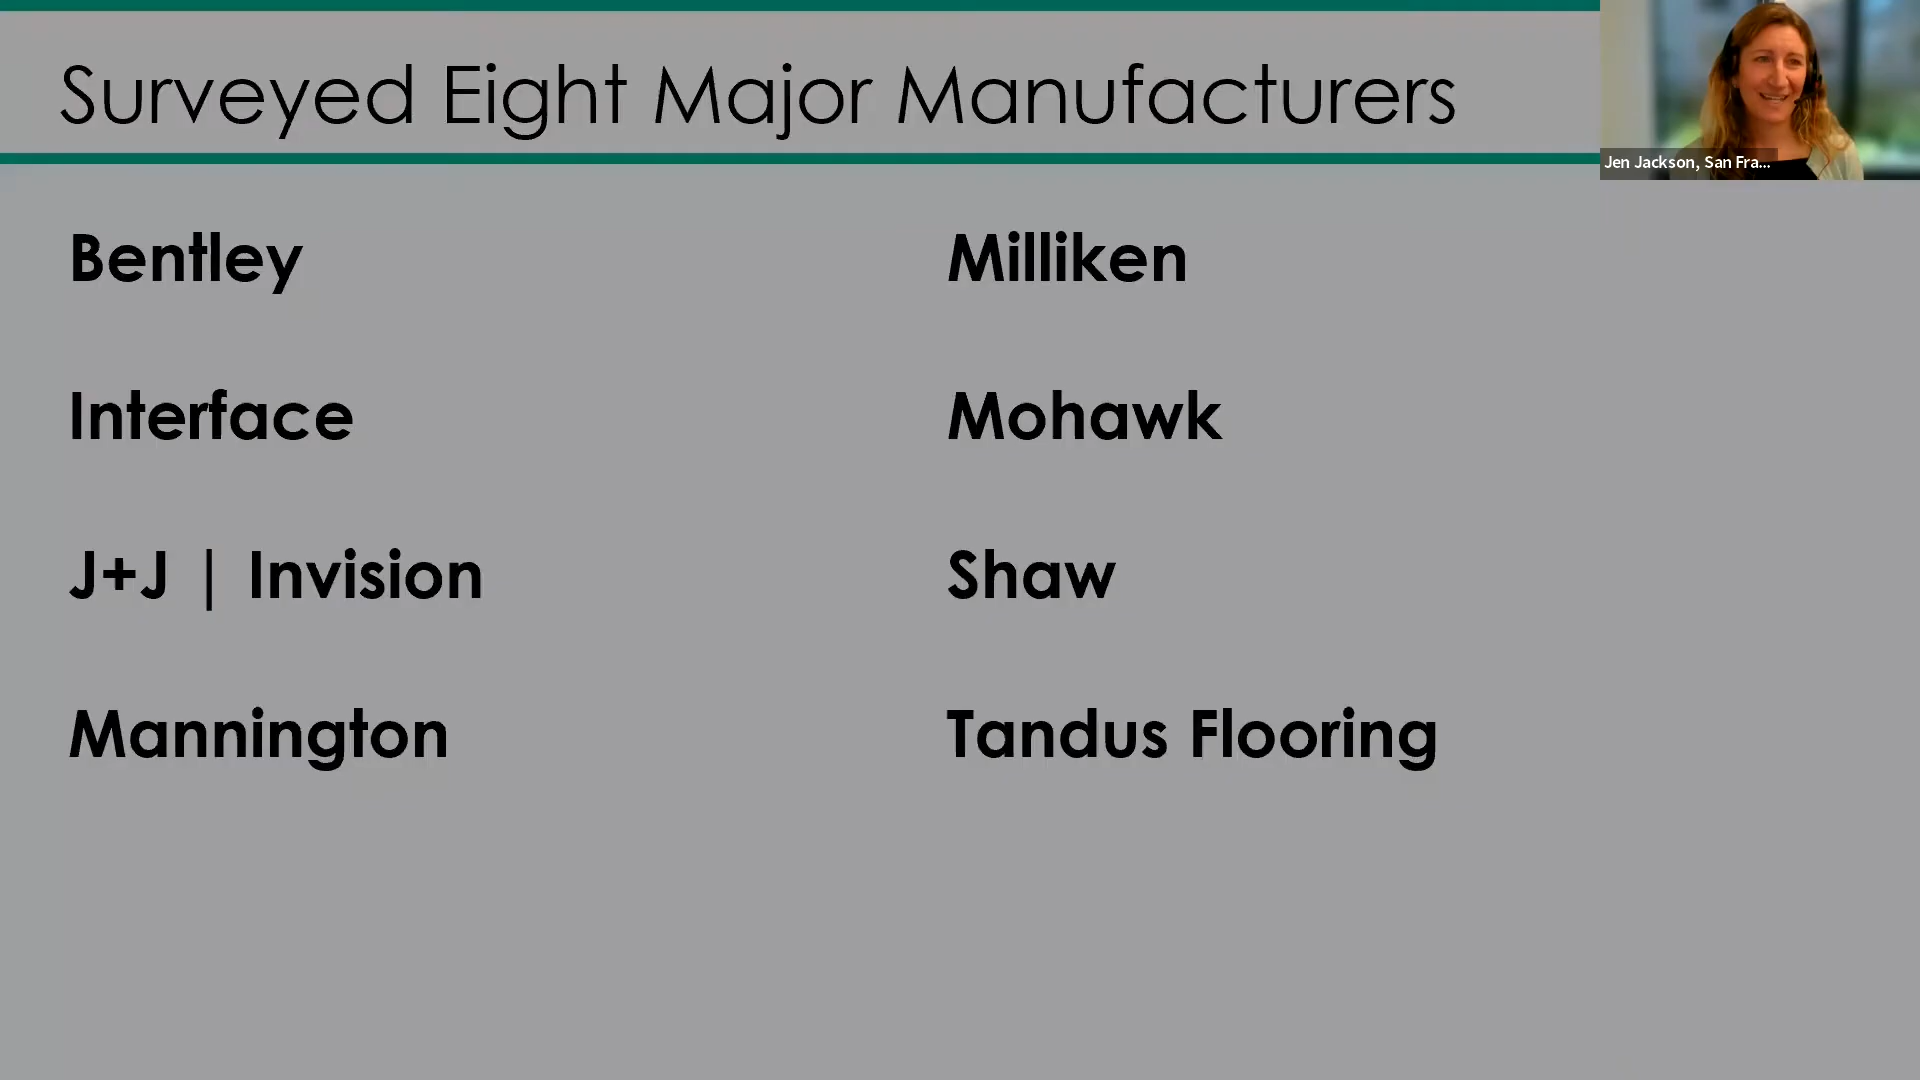 Surveyed Eight Major Manufacturers
Jen Jackson, San Fra...
Bentley
Interface
J+J | Invision
Mannington
Milliken
Mohawk
Shaw
Tandus Flooring